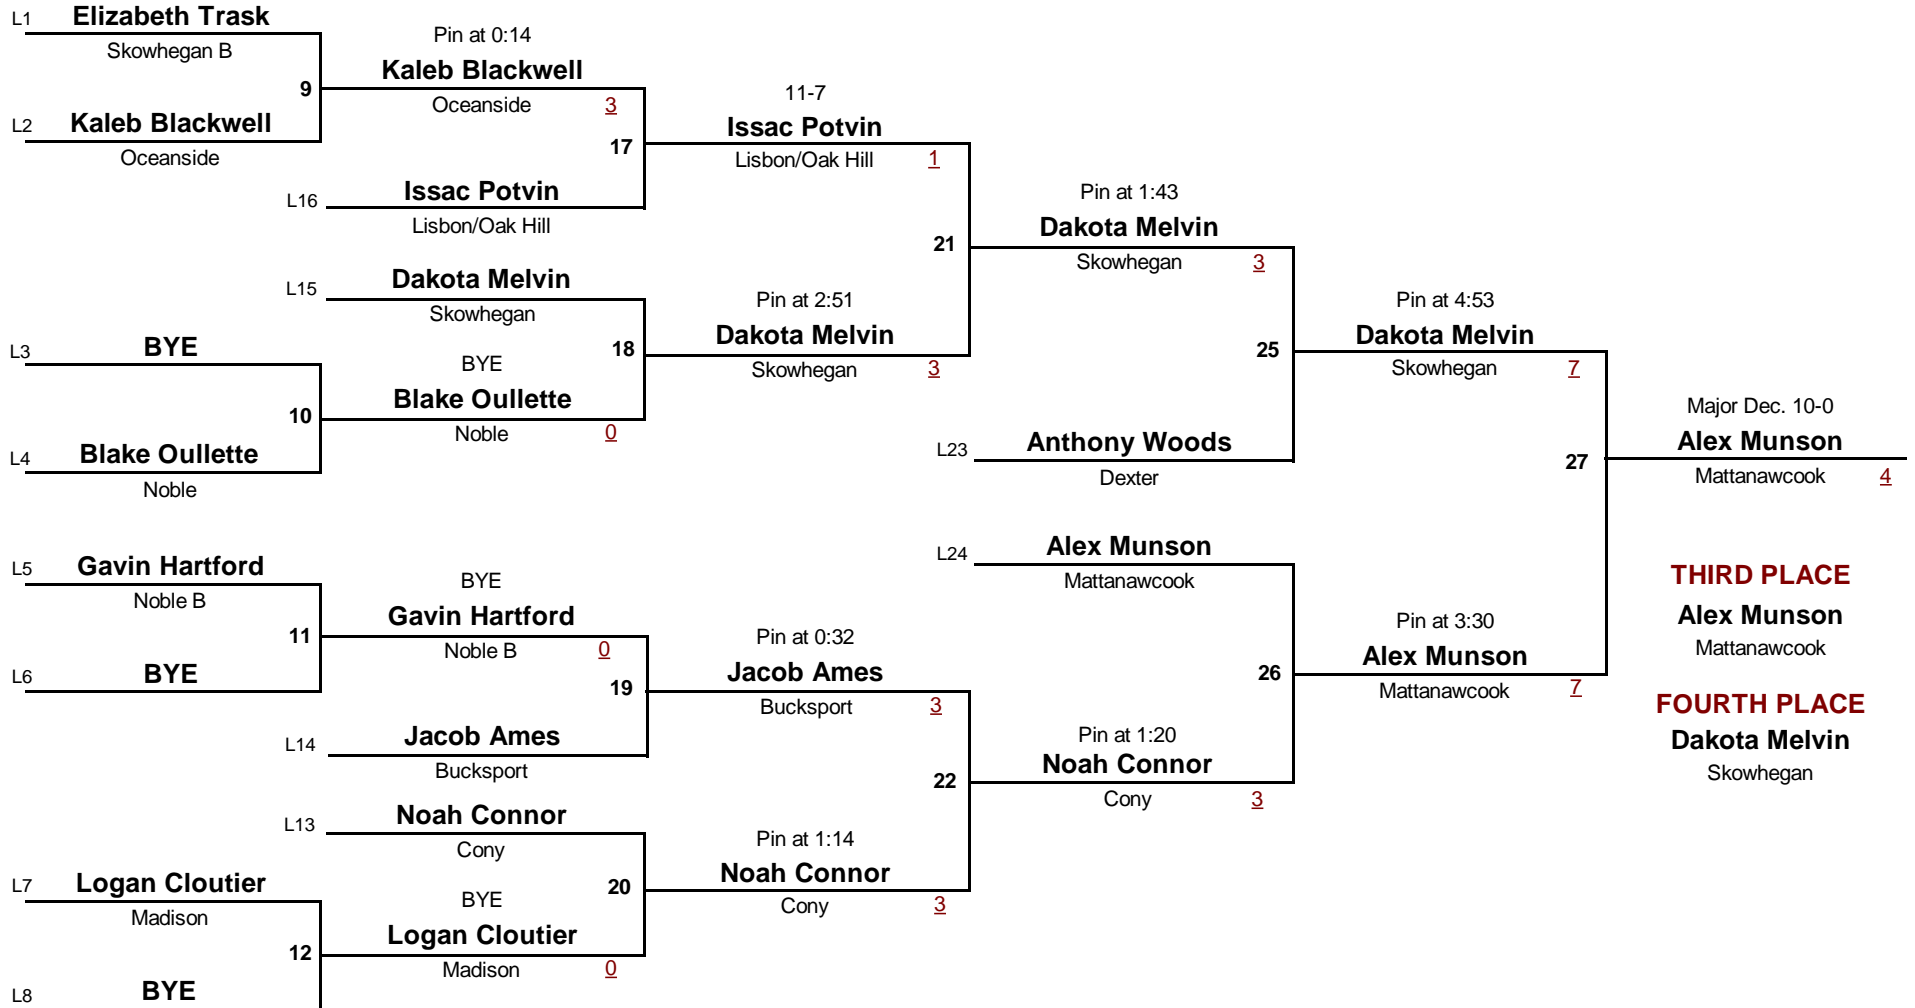 L1 Elizabeth Trask
Skowhegan B
9
L2 Kaleb Blackwell
Oceanside
L3 BYE
10
L4 Blake Oullette
Noble
L5 Gavin Hartford
Noble B
11
L6 BYE
L7 Logan Cloutier
Madison
12
L8 BYE
Pin at 0:14
Kaleb Blackwell
Oceanside 3
17
L16 Issac Potvin
Lisbon/Oak Hill
L15 Dakota Melvin
Skowhegan
18
BYE
Blake Oullette
Noble 0
BYE
Gavin Hartford
Noble B 0
19
L14 Jacob Ames
Bucksport
L13 Noah Connor
Cony
20
BYE
Logan Cloutier
Madison 0
11-7
Issac Potvin
Lisbon/Oak Hill 1
21
Pin at 2:51
Dakota Melvin
Skowhegan 3
Pin at 0:32
Jacob Ames
Bucksport 3
22
Pin at 1:14
Noah Connor
Cony 3
Pin at 1:43
Dakota Melvin
Skowhegan 3
25
L23 Anthony Woods
Dexter
L24 Alex Munson
Mattanawcook
26
Pin at 1:20
Noah Connor
Cony 3
Pin at 4:53
Dakota Melvin
Skowhegan 7
27
Pin at 3:30
Alex Munson
Mattanawcook 7
Major Dec. 10-0
Alex Munson
Mattanawcook 4
THIRD PLACE
Alex Munson
Mattanawcook
FOURTH PLACE
Dakota Melvin
Skowhegan